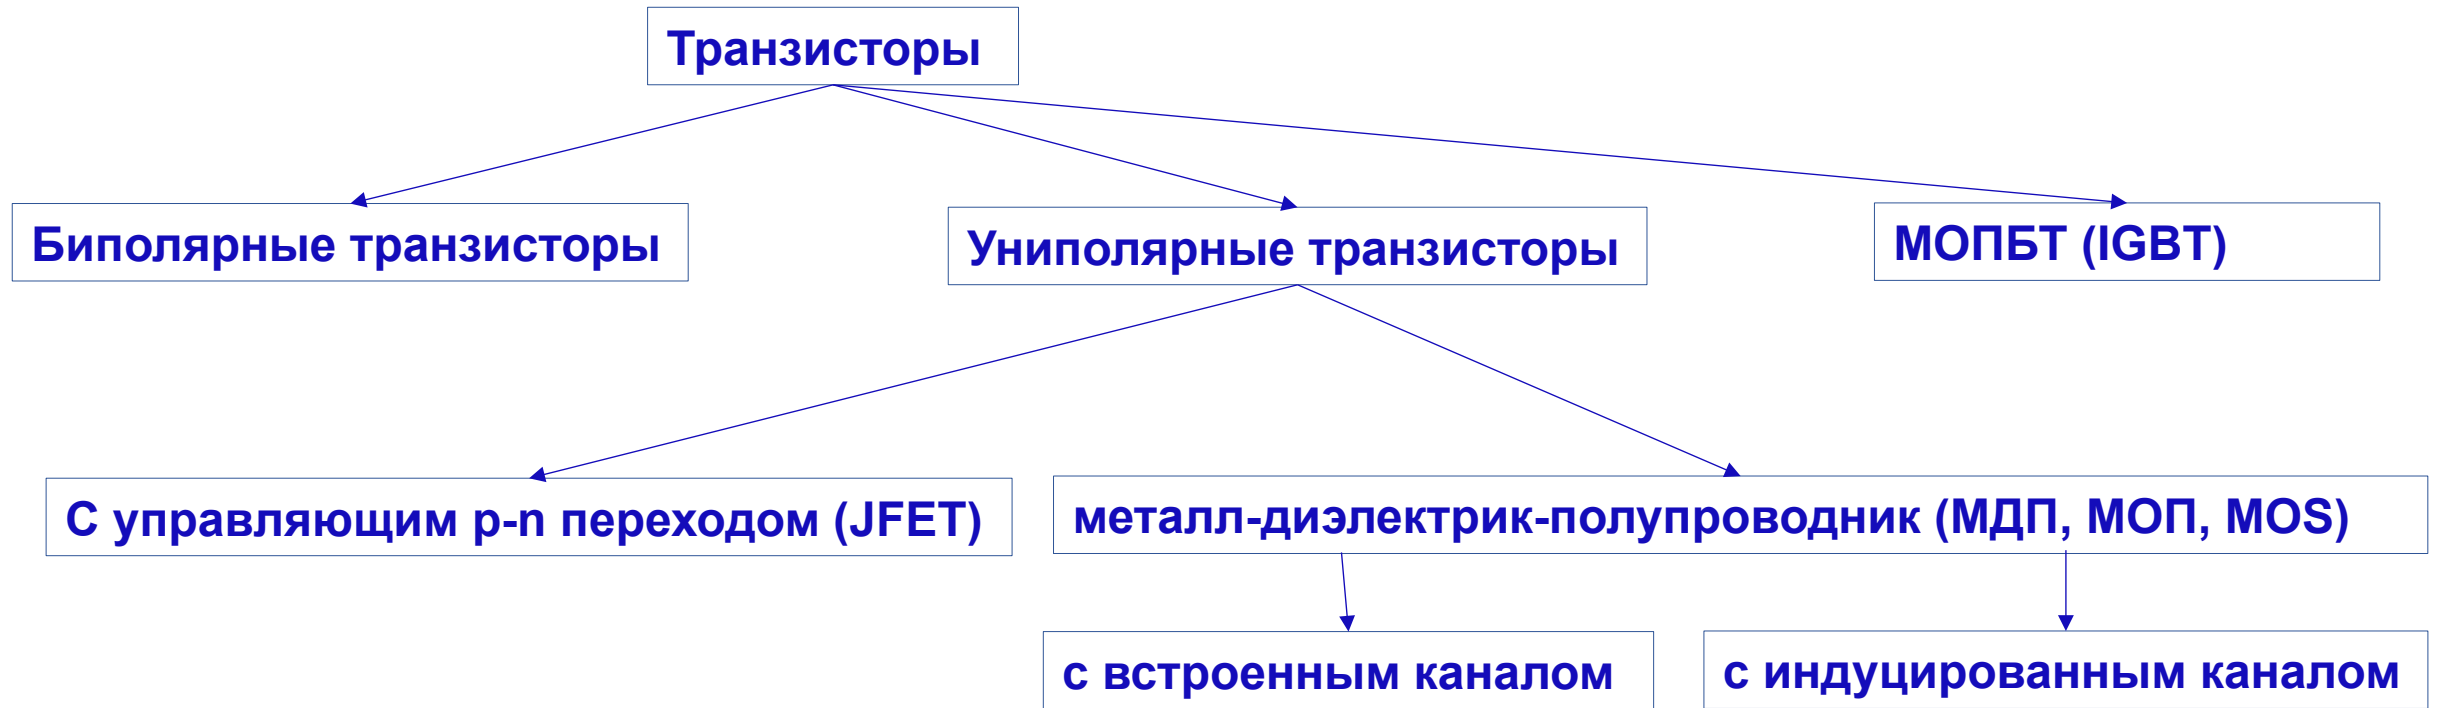 Транзисторы
Биполярные транзисторы
Униполярные транзисторы
МОПБТ (IGBT)
С управляющим p-n переходом (JFET)
металл-диэлектрик-полупроводник (МДП, МОП, MOS)
с встроенным каналом
с индуцированным каналом